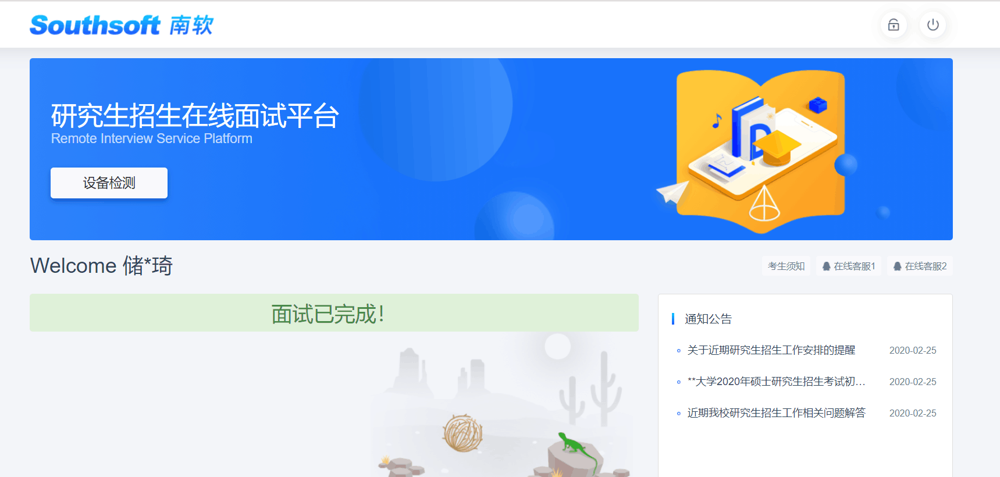 Southsoft 南软
研究生招生在线面试平台
Remote Interview Service Platform
设备检测
Welcome 储*琦
考生须知
在线客服1
在线客服2
面试已完成！
通知公告
关于近期研究生招生工作安排的提醒 2020-02-25
**大学2020年硕士研究生招生考试初... 2020-02-25
近期我校研究生招生工作相关问题解答 2020-02-25